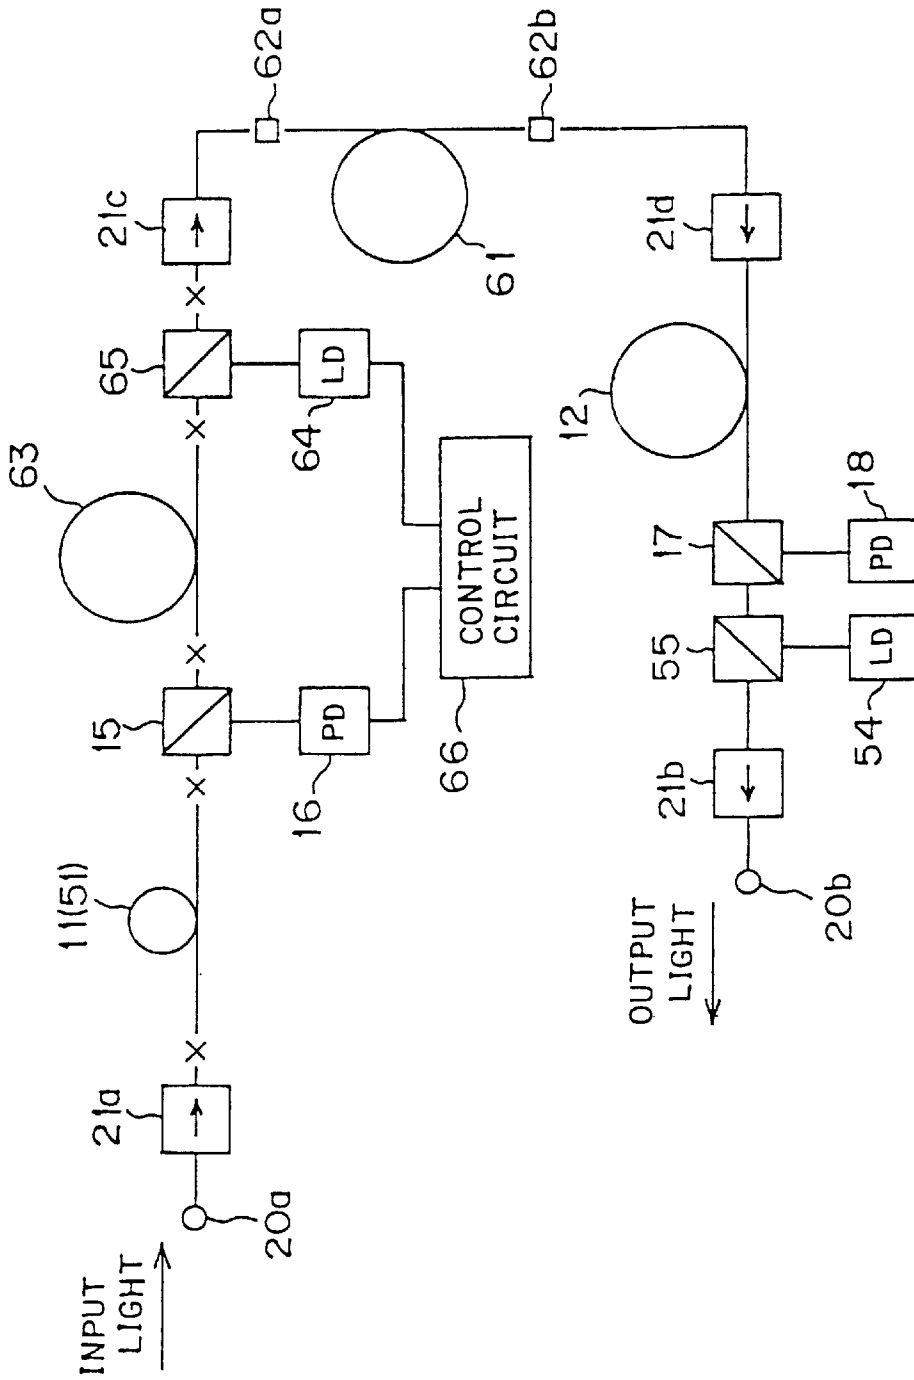 INPUT
LIGHT
20a
21a
11(51)
15
16
PD
63
65
64
LD
CONTROL
CIRCUIT
66
21c
62a
61
62b
21d
12
17
18
PD
55
54
LD
21b
20b
OUTPUT
LIGHT